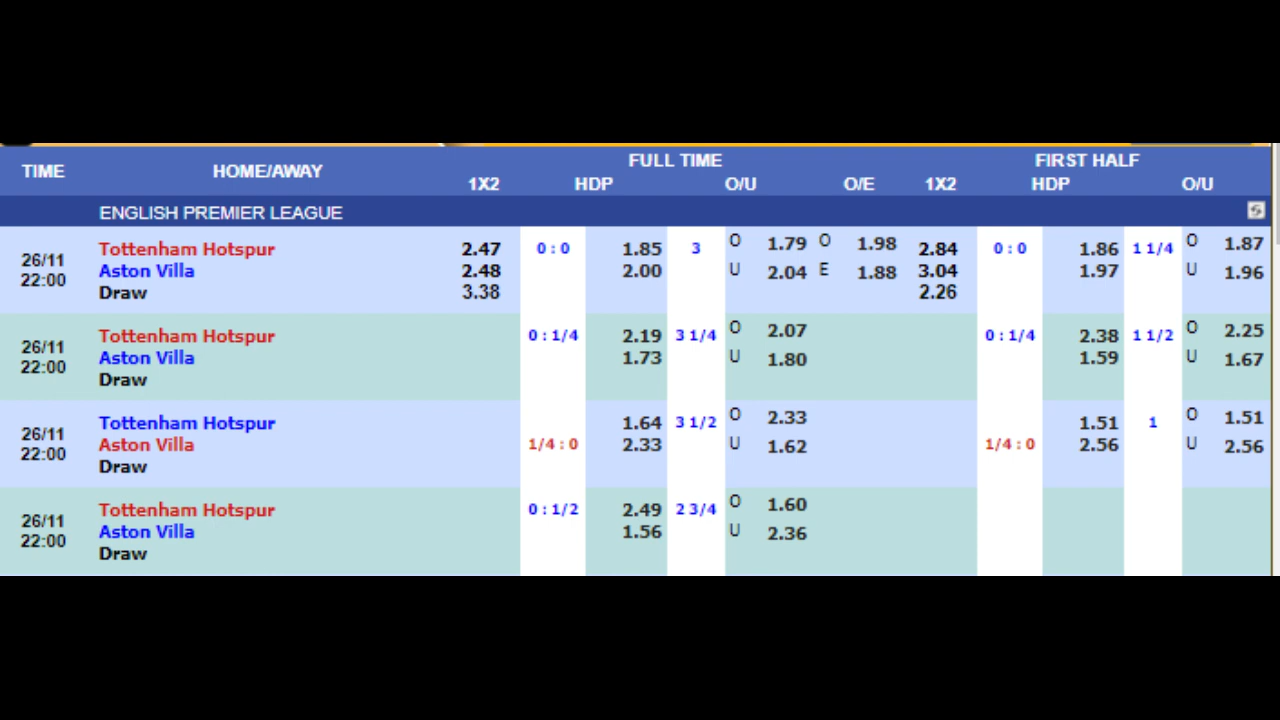 TIME HOME/AWAY FULL TIME FIRST HALF
1X2 HDP O/U O/E 1X2 HDP O/U
ENGLISH PREMIER LEAGUE
26/11 22:00
Tottenham Hotspur 2.47 0 : 0 1.85 3 O 1.79 O 1.98 2.84 0 : 0 1.86 1 1/4 O 1.87
Aston Villa 2.48 2.00 U 2.04 E 1.88 3.04 1.97 U 1.96
Draw 3.38 2.26
26/11 22:00
Tottenham Hotspur 0 : 1/4 2.19 3 1/4 O 2.07 0 : 1/4 2.38 1 1/2 O 2.25
Aston Villa 1.73 U 1.80 1.59 U 1.67
Draw
26/11 22:00
Tottenham Hotspur 1.64 3 1/2 O 2.33 1.51 1 O 1.51
Aston Villa 1/4 : 0 2.33 U 1.62 1/4 : 0 2.56 U 2.56
Draw
26/11 22:00
Tottenham Hotspur 0 : 1/2 2.49 2 3/4 O 1.60
Aston Villa 1.56 U 2.36
Draw